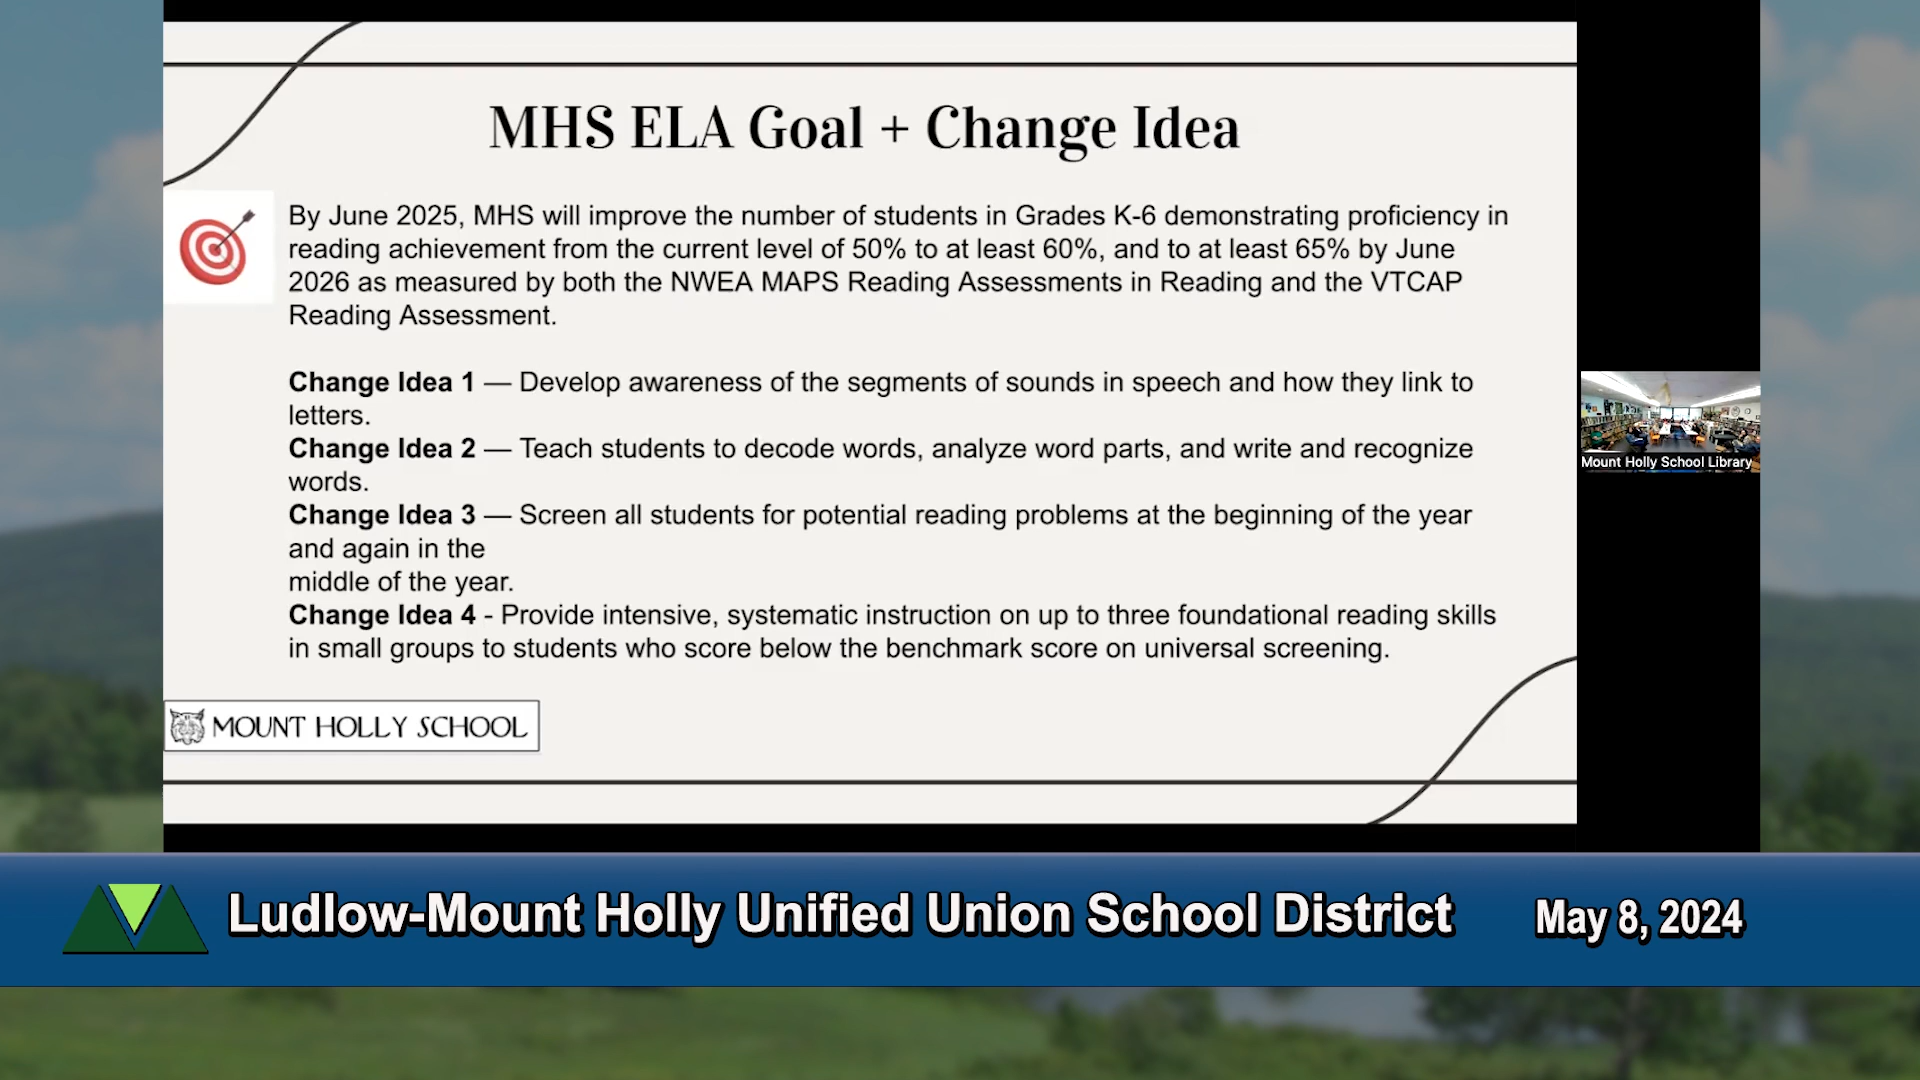 MHS ELA Goal + Change Idea
By June 2025, MHS will improve the number of students in Grades K-6 demonstrating proficiency in
reading achievement from the current level of 50% to at least 60%, and to at least 65% by June
2026 as measured by both the NWEA MAPS Reading Assessments in Reading and the VTCAP
Reading Assessment.
Change Idea 1 — Develop awareness of the segments of sounds in speech and how they link to
letters.
Change Idea 2 — Teach students to decode words, analyze word parts, and write and recognize
words.
Change Idea 3 — Screen all students for potential reading problems at the beginning of the year
and again in the
middle of the year.
Change Idea 4 - Provide intensive, systematic instruction on up to three foundational reading skills
in small groups to students who score below the benchmark score on universal screening.
MOUNT HOLLY SCHOOL
Mount Holly School Library
Ludlow-Mount Holly Unified Union School District
May 8, 2024